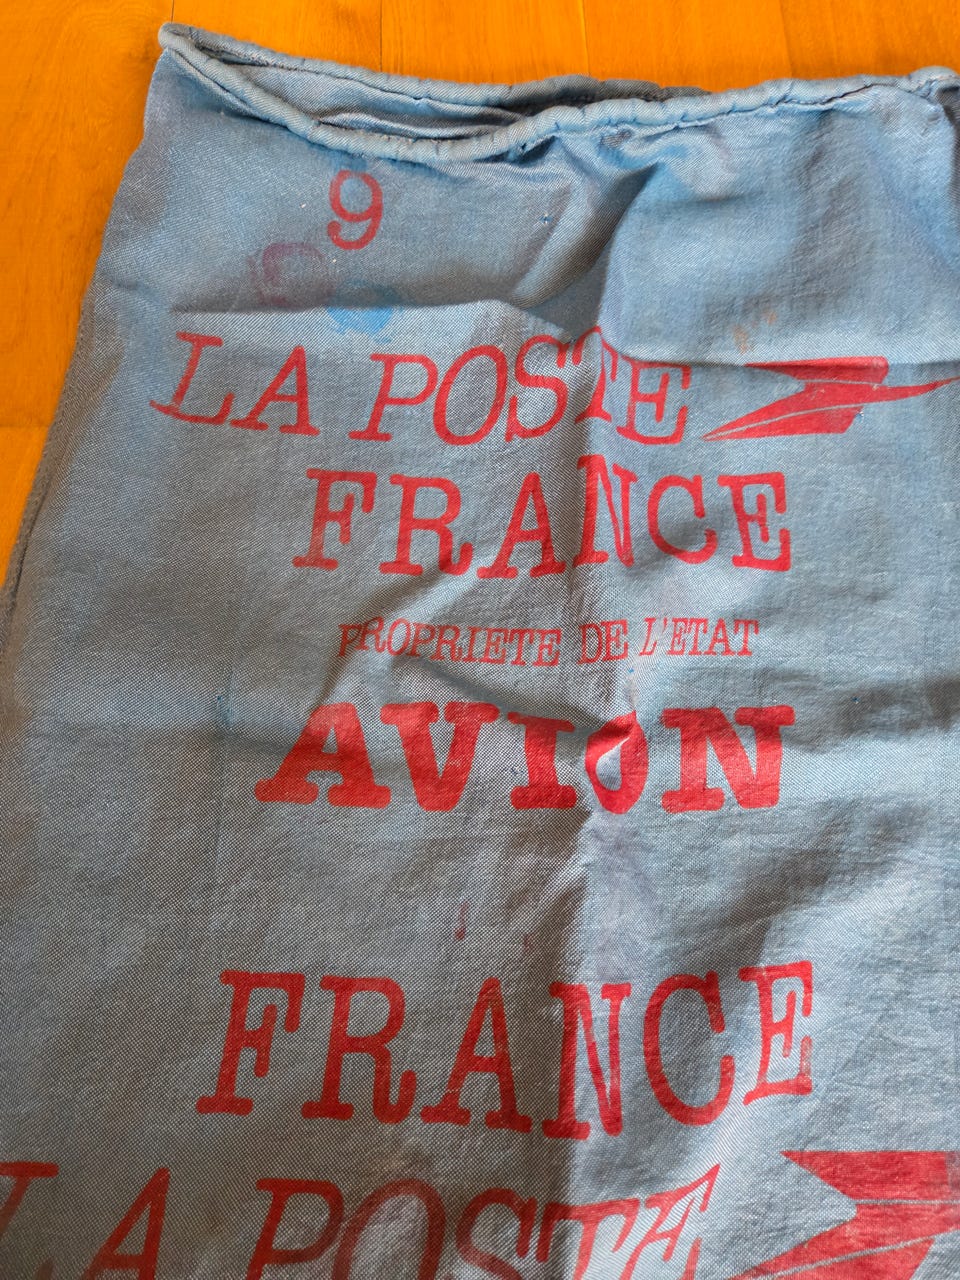 9
LA POSTE
FRANCE
PROPRIETE DE L'ETAT
AVION
FRANCE
LA POSTE